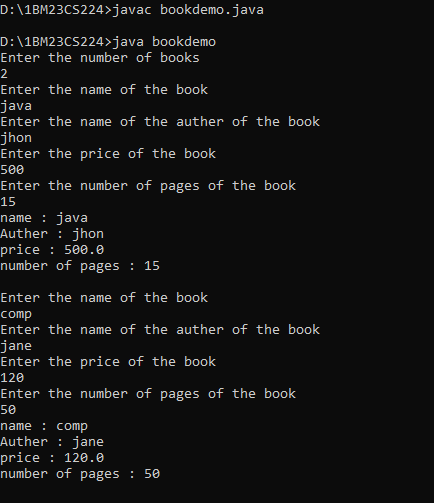 D:\1BM23CS224>javac bookdemo.java
D:\1BM23CS224>java bookdemo
Enter the number of books
2
Enter the name of the book
java
Enter the name of the auther of the book
jhon
Enter the price of the book
500
Enter the number of pages of the book
15
name : java
Auther : jhon
price : 500.0
number of pages : 15
Enter the name of the book
comp
Enter the name of the auther of the book
jane
Enter the price of the book
120
Enter the number of pages of the book
50
name : comp
Auther : jane
price : 120.0
number of pages : 50